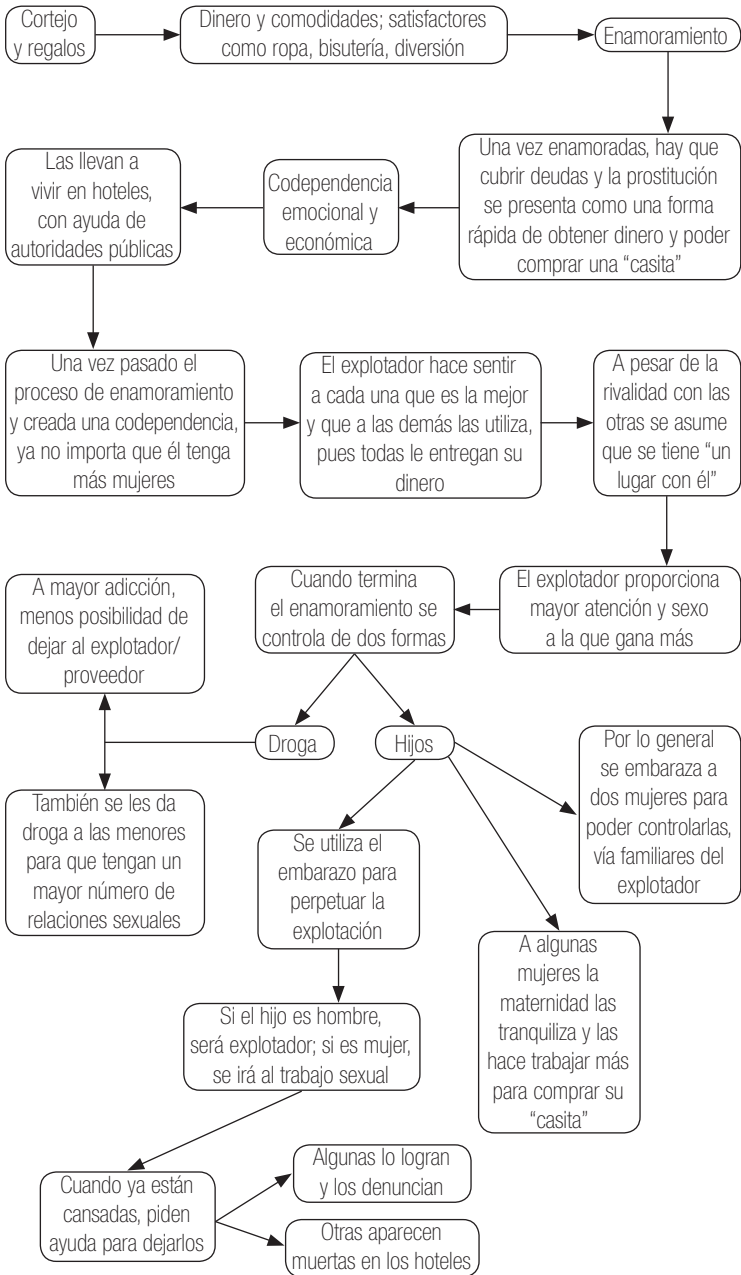 Cortejo
y regalos
Dinero y comodidades; satisfactores
como ropa, bisutería, diversión
Enamoramiento
Una vez enamoradas, hay que
cubrir deudas y la prostitución
se presenta como una forma
rápida de obtener dinero y poder
comprar una “casita”
Codependencia
emocional y
económica
Las llevan a
vivir en hoteles,
con ayuda de
autoridades públicas
Una vez pasado el
proceso de enamoramiento
y creada una codependencia,
ya no importa que él tenga
más mujeres
El explotador hace sentir
a cada una que es la mejor
y que a las demás las utiliza,
pues todas le entregan su
dinero
A pesar de la
rivalidad con las
otras se asume
que se tiene “un
lugar con él”
El explotador proporciona
mayor atención y sexo
a la que gana más
Cuando termina
el enamoramiento se
controla de dos formas
Droga
Hijos
A mayor adicción,
menos posibilidad de
dejar al explotador/
proveedor
También se les da
droga a las menores
para que tengan un
mayor número de
relaciones sexuales
Se utiliza el
embarazo para
perpetuar la
explotación
Por lo general
se embaraza a
dos mujeres para
poder controlarlas,
vía familiares del
explotador
A algunas
mujeres la
maternidad las
tranquiliza y las
hace trabajar más
para comprar su
“casita”
Si el hijo es hombre,
será explotador; si es mujer,
se irá al trabajo sexual
Cuando ya están
cansadas, piden
ayuda para dejarlos
Algunas lo logran
y los denuncian
Otras aparecen
muertas en los hoteles